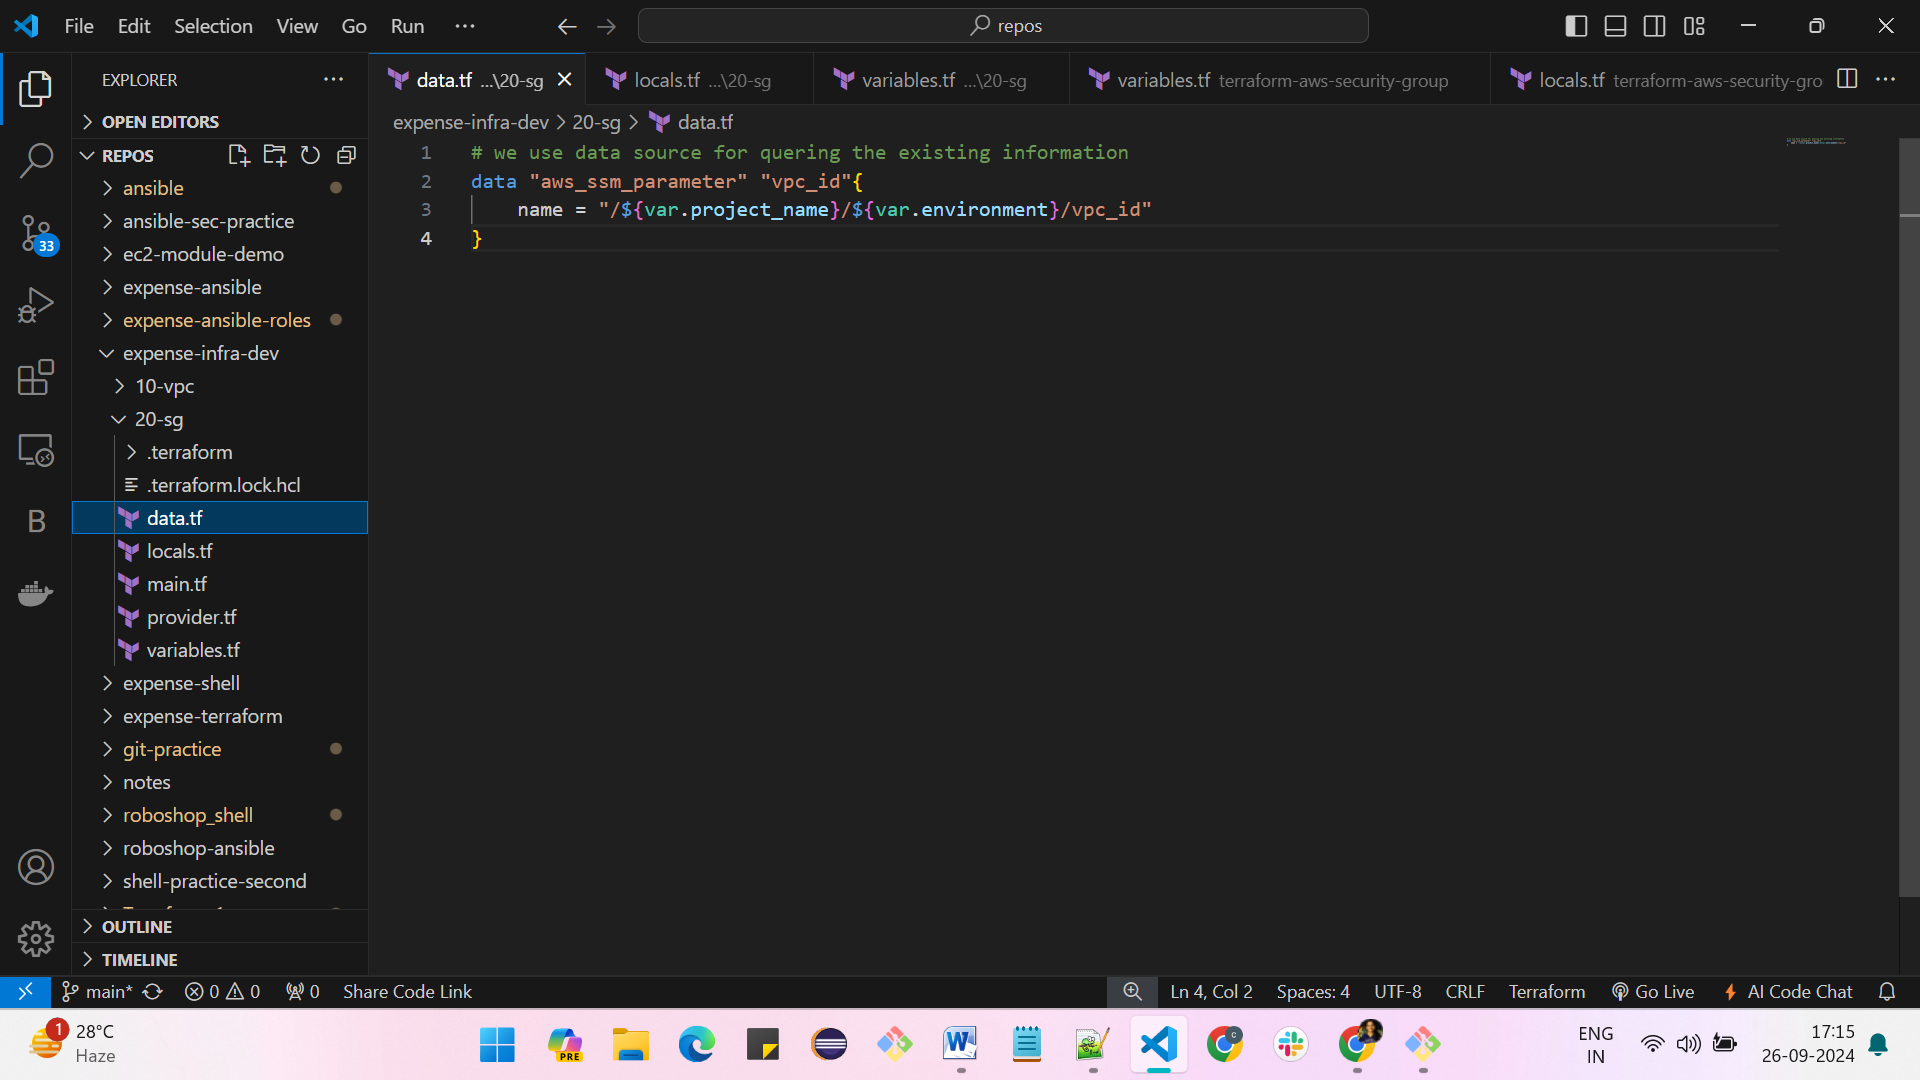 File Edit Selection View Go Run ···
repos
EXPLORER
OPEN EDITORS
REPOS
ansible
ansible-sec-practice
33
ec2-module-demo
expense-ansible
expense-ansible-roles
expense-infra-dev
10-vpc
20-sg
.terraform
.terraform.lock.hcl
data.tf
locals.tf
main.tf
provider.tf
variables.tf
expense-shell
expense-terraform
git-practice
notes
roboshop_shell
roboshop-ansible
shell-practice-second
OUTLINE
TIMELINE
B
data.tf ...\20-sg
locals.tf ...\20-sg
variables.tf ...\20-sg
variables.tf terraform-aws-security-group
locals.tf terraform-aws-security-gro
expense-infra-dev > 20-sg > data.tf
1 # we use data source for quering the existing information
2 data "aws_ssm_parameter" "vpc_id"{
3 name = "/${var.project_name}/${var.environment}/vpc_id"
4 }
main* 0 0 0 Share Code Link
Ln 4, Col 2 Spaces: 4 UTF-8 CRLF Terraform Go Live AI Code Chat
1 28°C
Haze
PRE
W
C
ENG
IN
17:15
26-09-2024